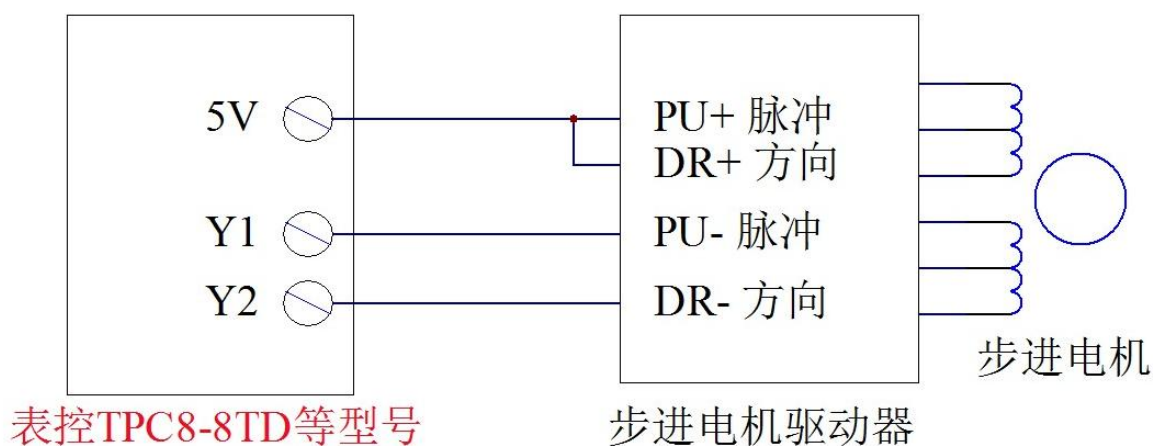 5V
PU+ 脉冲
DR+ 方向
Y1
PU- 脉冲
Y2
DR- 方向
步进电机
表控TPC8-8TD等型号
步进电机驱动器